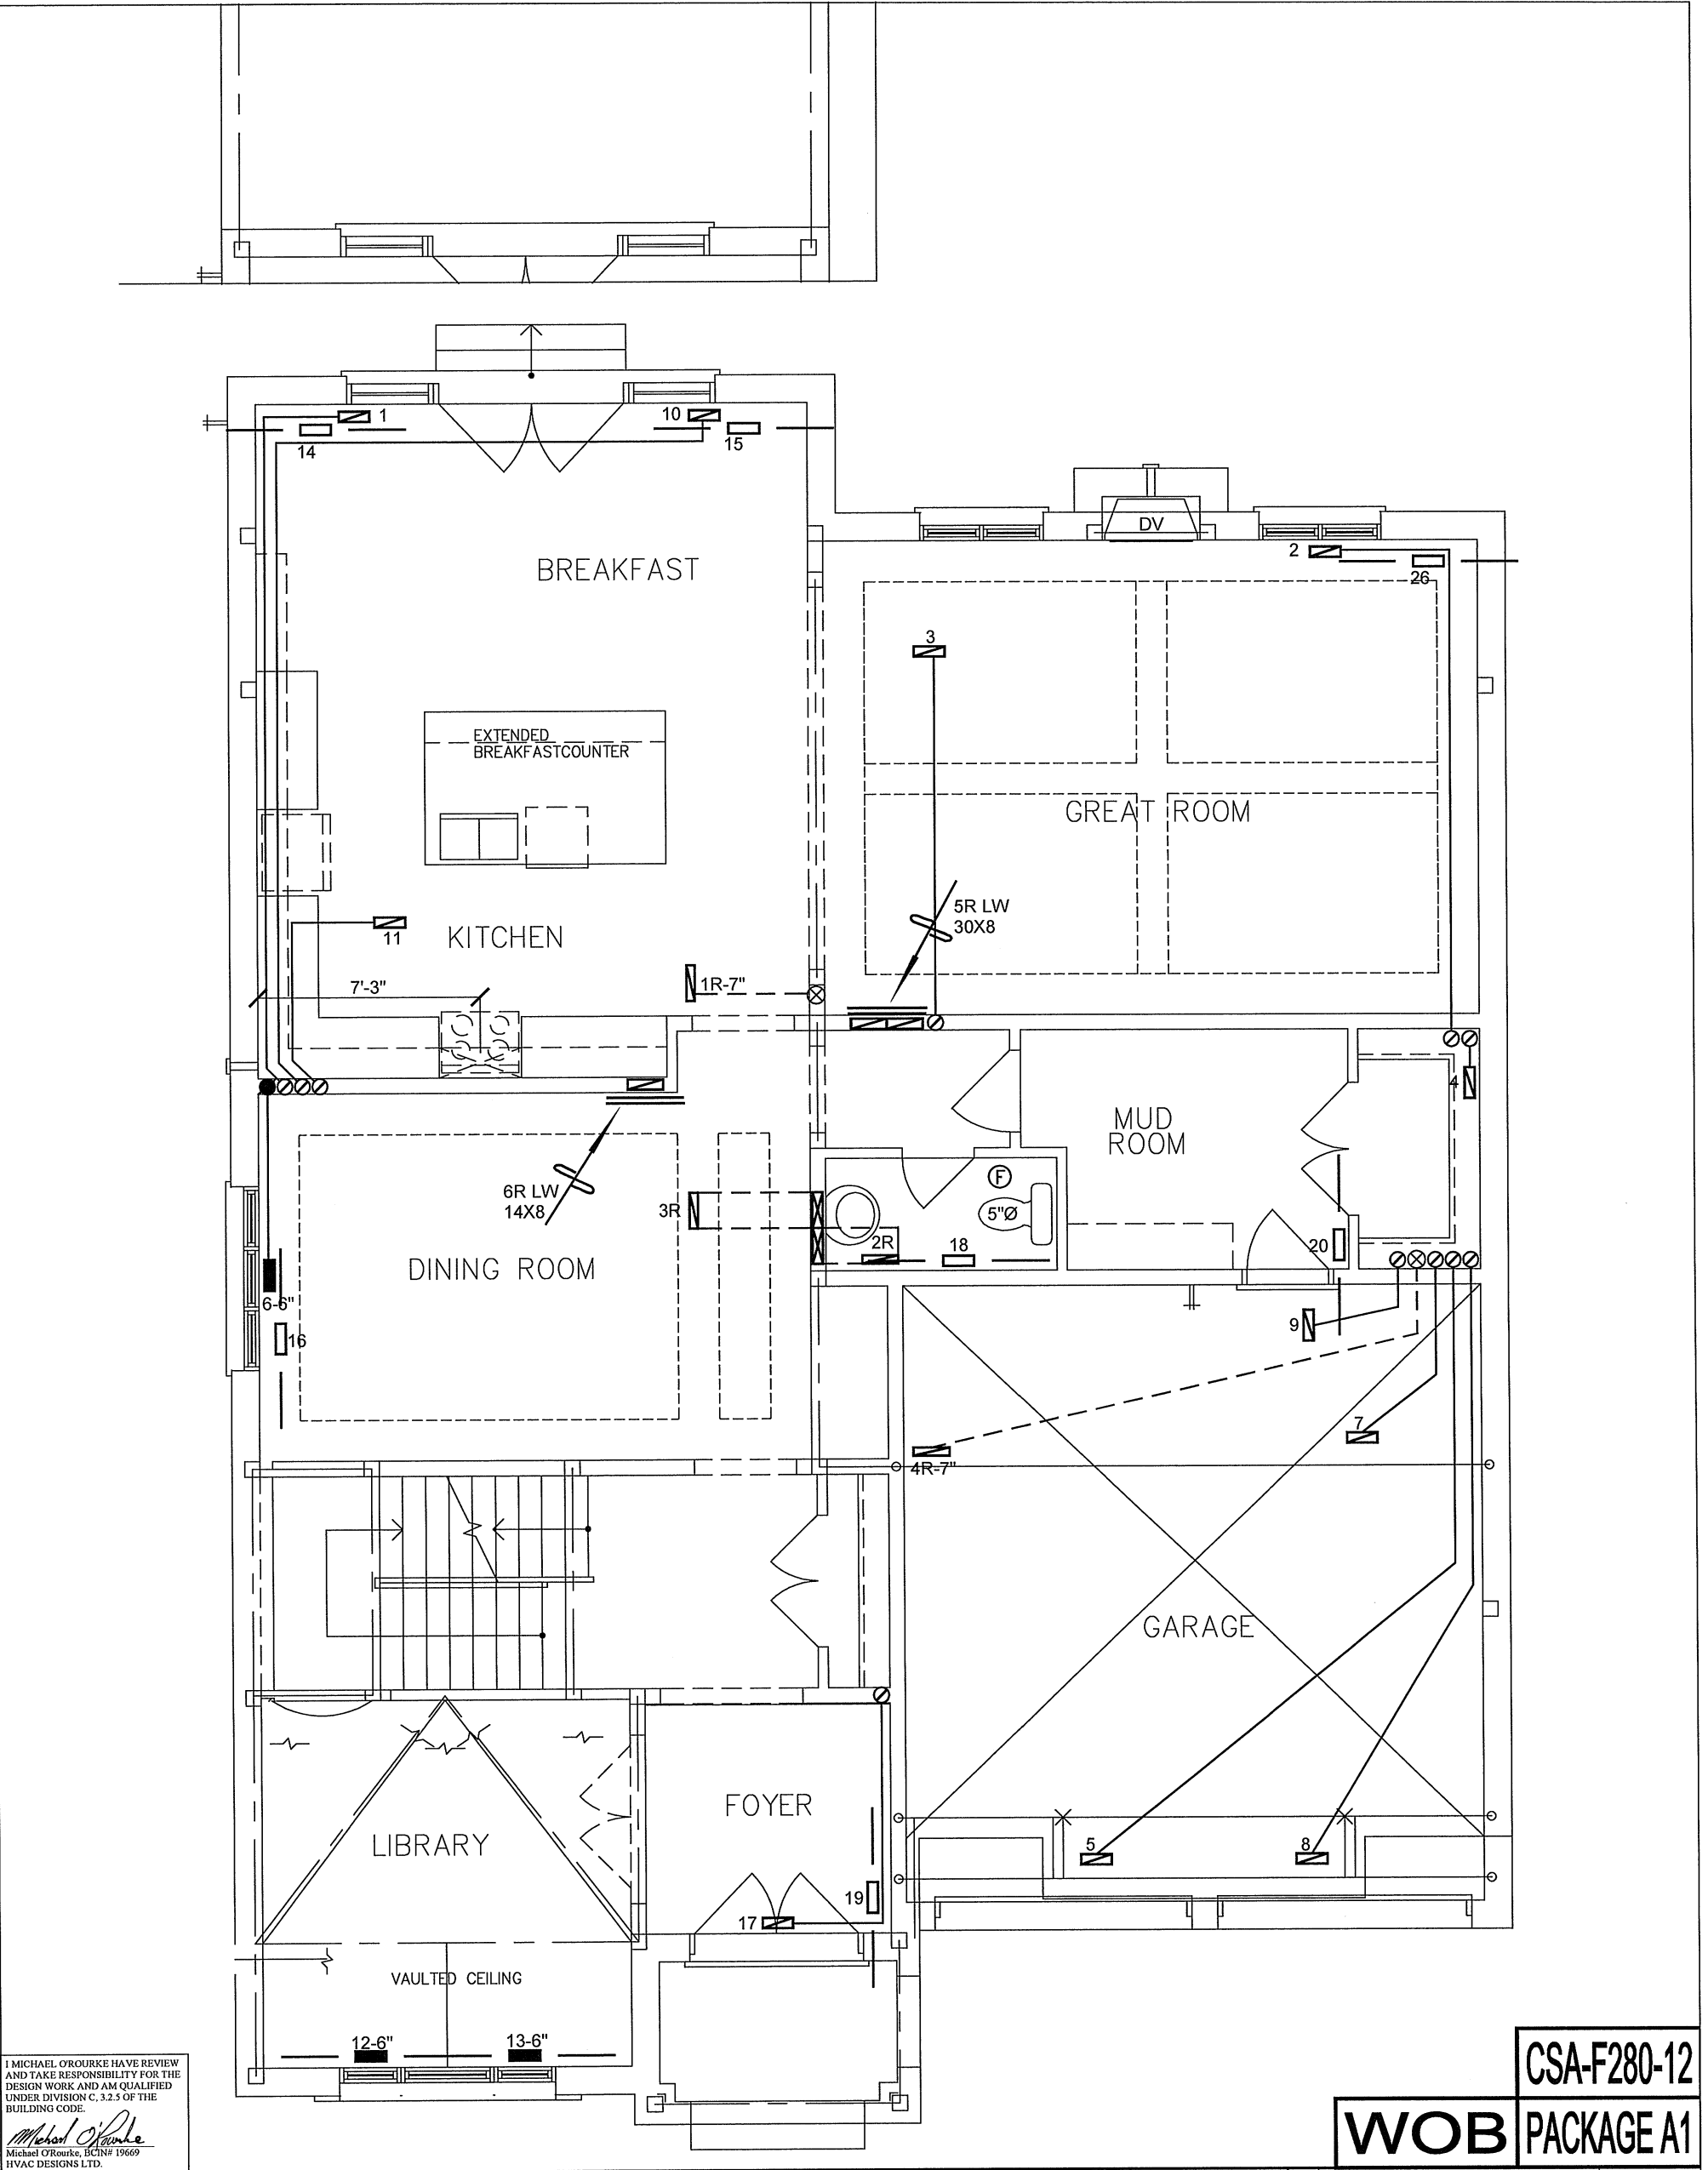 1
10
14
15
DV
2
26
BREAKFAST
3
EXTENDED
BREAKFASTCOUNTER
GREAT ROOM
5R LW
30X8
11
KITCHEN
7'-3"
1R-7"
4
MUD
ROOM
F
6R LW
14X8
3R
5"Ø
2R
18
20
DINING ROOM
6-6"
16
9
7
4R-7"
GARAGE
FOYER
LIBRARY
5
8
19
17
VAULTED CEILING
12-6"
13-6"
I MICHAEL O'ROURKE HAVE REVIEW
AND TAKE RESPONSIBILITY FOR THE
DESIGN WORK AND AM QUALIFIED
UNDER DIVISION C, 3.2.5 OF THE
BUILDING CODE.
Michael O'Rourke
Michael O'Rourke, BCIN# 19669
HVAC DESIGNS LTD.
CSA-F280-12
WOB
PACKAGE A1